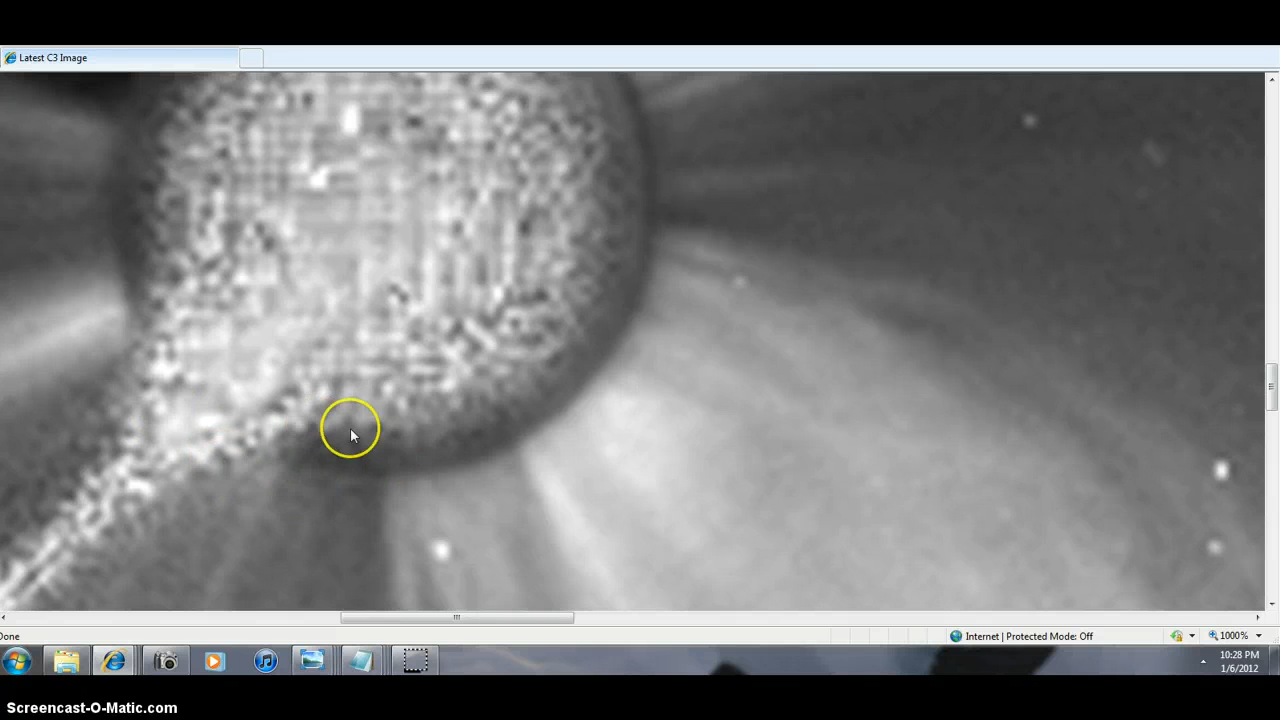 Latest C3 Image
Done
Internet | Protected Mode: Off
1000%
10:28 PM
1/6/2012
Screencast-O-Matic.com